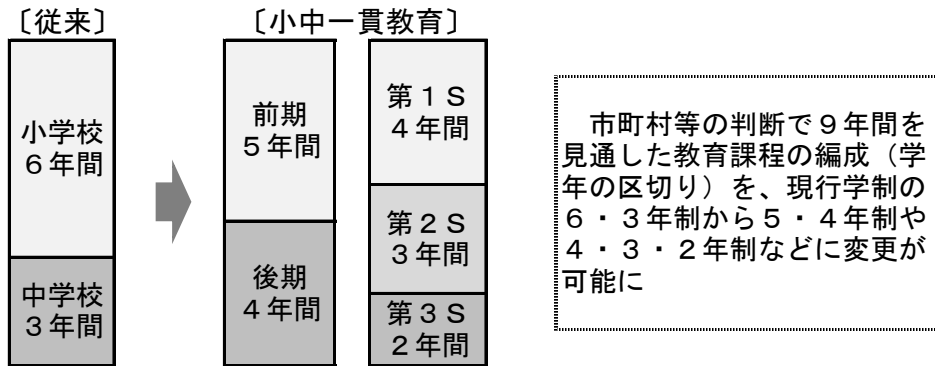 〔従来〕
〔小中一貫教育〕
小学校
６年間
中学校
３年間
前期
５年間
後期
４年間
第１Ｓ
４年間
第２Ｓ
３年間
第３Ｓ
２年間
　市町村等の判断で９年間を
見通した教育課程の編成（学
年の区切り）を、現行学制の
６・３年制から５・４年制や
４・３・２年制などに変更が
可能に